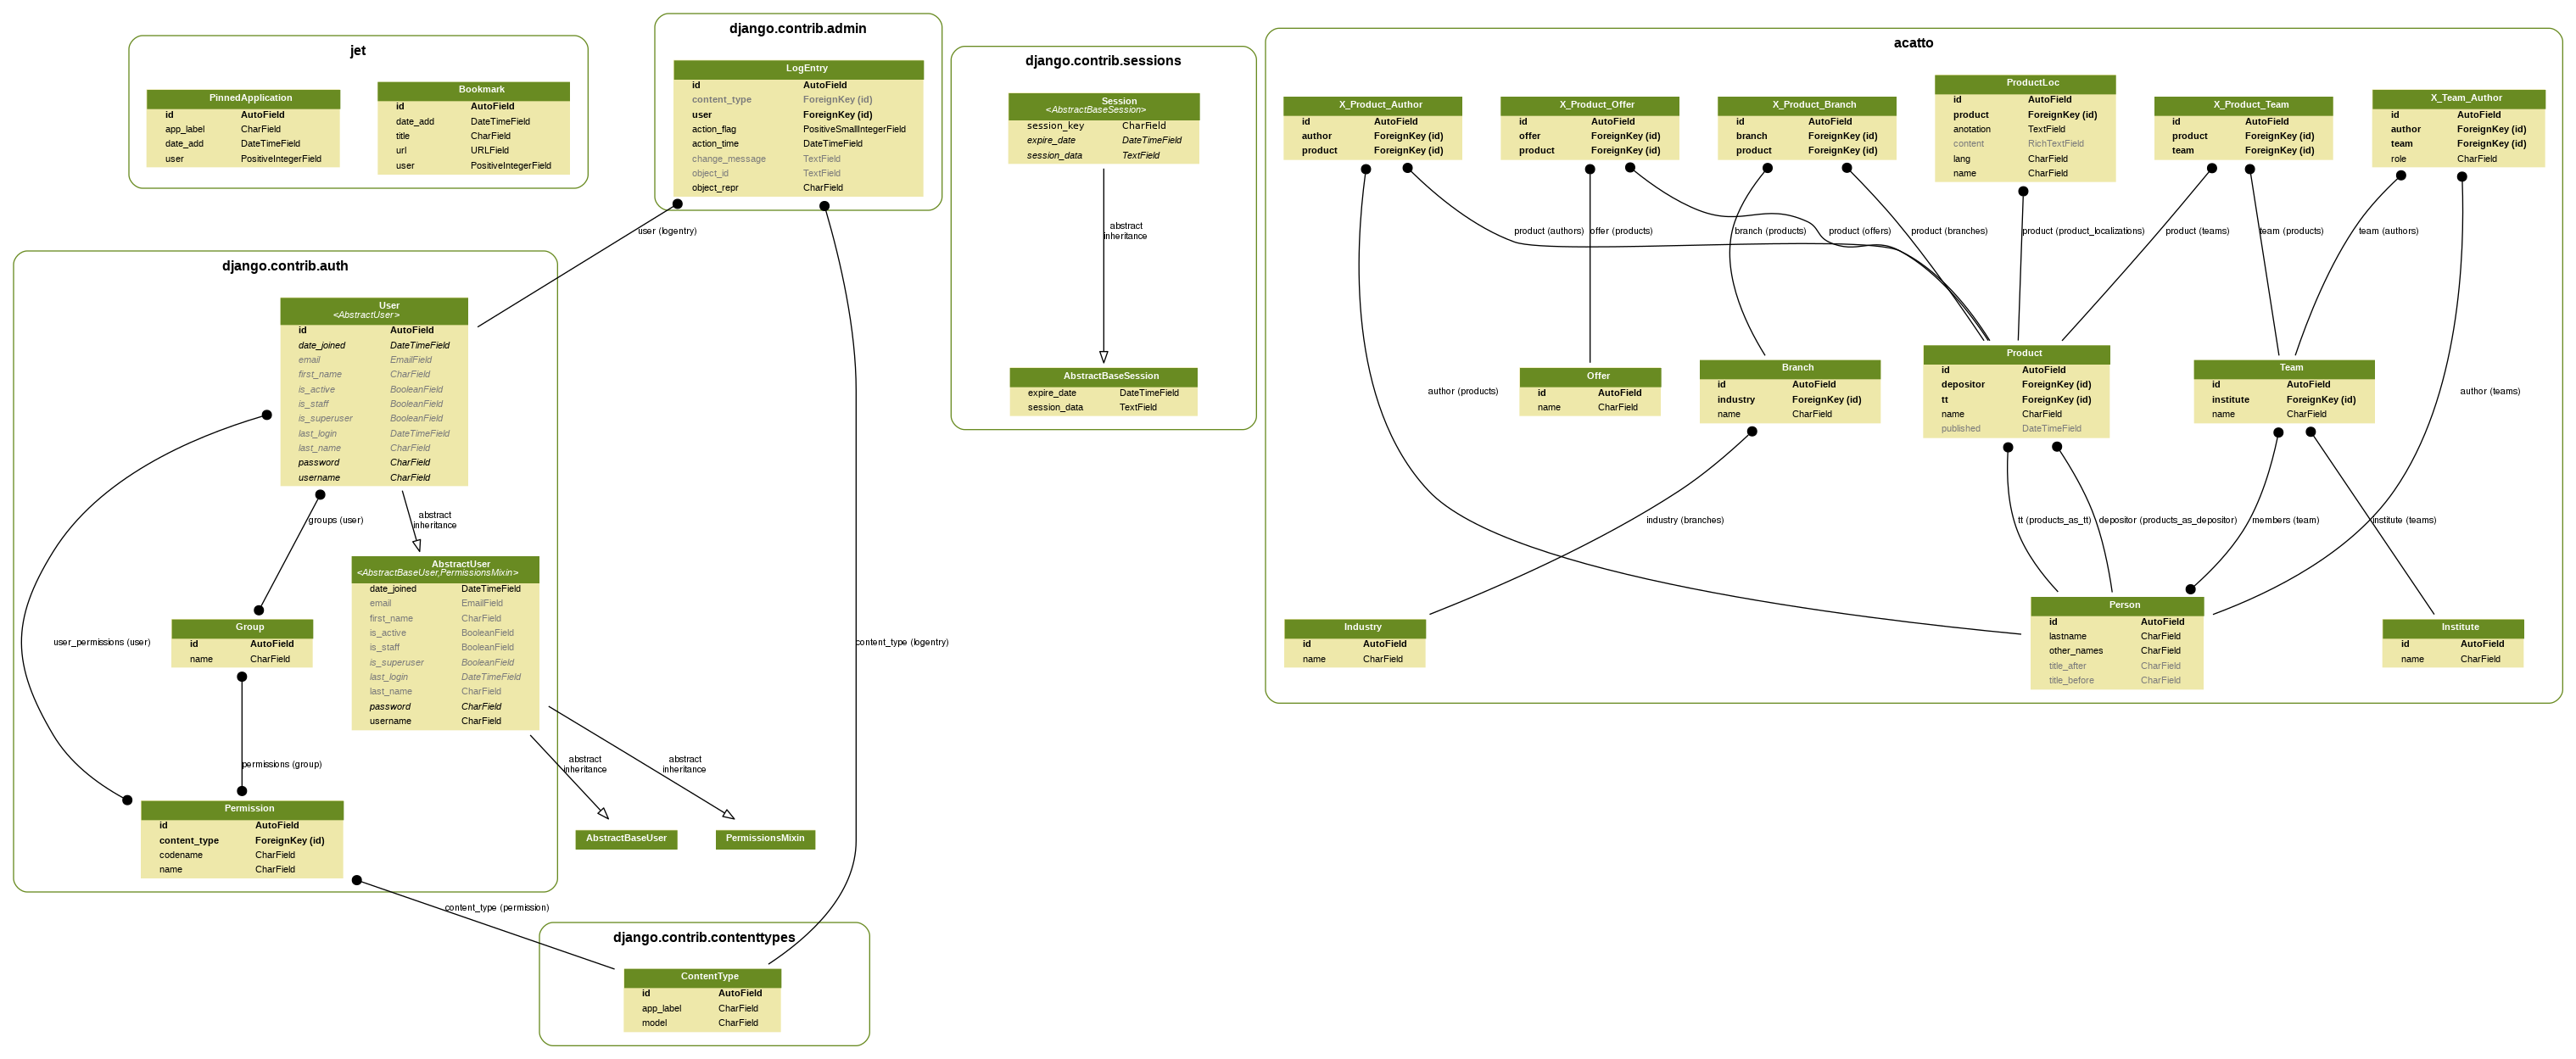 jet
PinnedApplication
id AutoField
app_label CharField
date_add DateTimeField
user PositiveIntegerField
Bookmark
id AutoField
date_add DateTimeField
title CharField
url URLField
user PositiveIntegerField
django.contrib.admin
LogEntry
id AutoField
content_type ForeignKey (id)
user ForeignKey (id)
action_flag PositiveSmallIntegerField
action_time DateTimeField
change_message TextField
object_id TextField
object_repr CharField
user (logentry)
content_type (logentry)
django.contrib.sessions
Session
<AbstractBaseSession>
session_key CharField
expire_date DateTimeField
session_data TextField
abstract
inheritance
AbstractBaseSession
expire_date DateTimeField
session_data TextField
django.contrib.auth
User
<AbstractUser>
id AutoField
date_joined DateTimeField
email EmailField
first_name CharField
is_active BooleanField
is_staff BooleanField
is_superuser BooleanField
last_login DateTimeField
last_name CharField
password CharField
username CharField
groups (user)
abstract
inheritance
user_permissions (user)
AbstractUser
<AbstractBaseUser,PermissionsMixin>
date_joined DateTimeField
email EmailField
first_name CharField
is_active BooleanField
is_staff BooleanField
is_superuser BooleanField
last_login DateTimeField
last_name CharField
password CharField
username CharField
Group
id AutoField
name CharField
permissions (group)
abstract
inheritance
abstract
inheritance
Permission
id AutoField
content_type ForeignKey (id)
codename CharField
name CharField
AbstractBaseUser
PermissionsMixin
content_type (permission)
django.contrib.contenttypes
ContentType
id AutoField
app_label CharField
model CharField
acatto
X_Product_Author
id AutoField
author ForeignKey (id)
product ForeignKey (id)
X_Product_Offer
id AutoField
offer ForeignKey (id)
product ForeignKey (id)
X_Product_Branch
id AutoField
branch ForeignKey (id)
product ForeignKey (id)
ProductLoc
id AutoField
product ForeignKey (id)
anotation TextField
content RichTextField
lang CharField
name CharField
X_Product_Team
id AutoField
product ForeignKey (id)
team ForeignKey (id)
X_Team_Author
id AutoField
author ForeignKey (id)
team ForeignKey (id)
role CharField
product (authors)
offer (products)
branch (products)
product (offers)
product (branches)
product (product_localizations)
product (teams)
team (products)
team (authors)
author (products)
author (teams)
Offer
id AutoField
name CharField
Branch
id AutoField
industry ForeignKey (id)
name CharField
Product
id AutoField
depositor ForeignKey (id)
tt ForeignKey (id)
name CharField
published DateTimeField
Team
id AutoField
institute ForeignKey (id)
name CharField
industry (branches)
tt (products_as_tt)
depositor (products_as_depositor)
members (team)
institute (teams)
Industry
id AutoField
name CharField
Person
id AutoField
lastname CharField
other_names CharField
title_after CharField
title_before CharField
Institute
id AutoField
name CharField